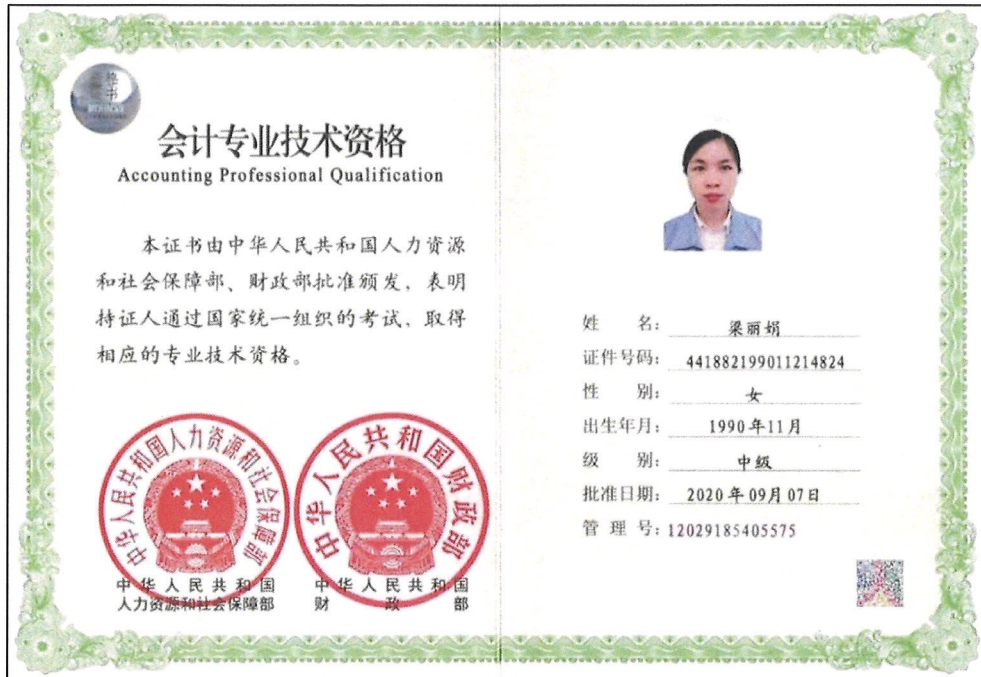 会计专业技术资格
Accounting Professional Qualification
本证书由中华人民共和国人力资源
和社会保障部、财政部批准颁发，表明
持证人通过国家统一组织的考试，取得
相应的专业技术资格。
中华人民共和国人力资源和社会保障部
中华人民共和国财政部
中华人民共和国
人力资源和社会保障部
中华人民共和国
财政部
姓名：梁丽娟
证件号码：441882199011214824
性别：女
出生年月：1990年11月
级别：中级
批准日期：2020年09月07日
管理号：12029185405575